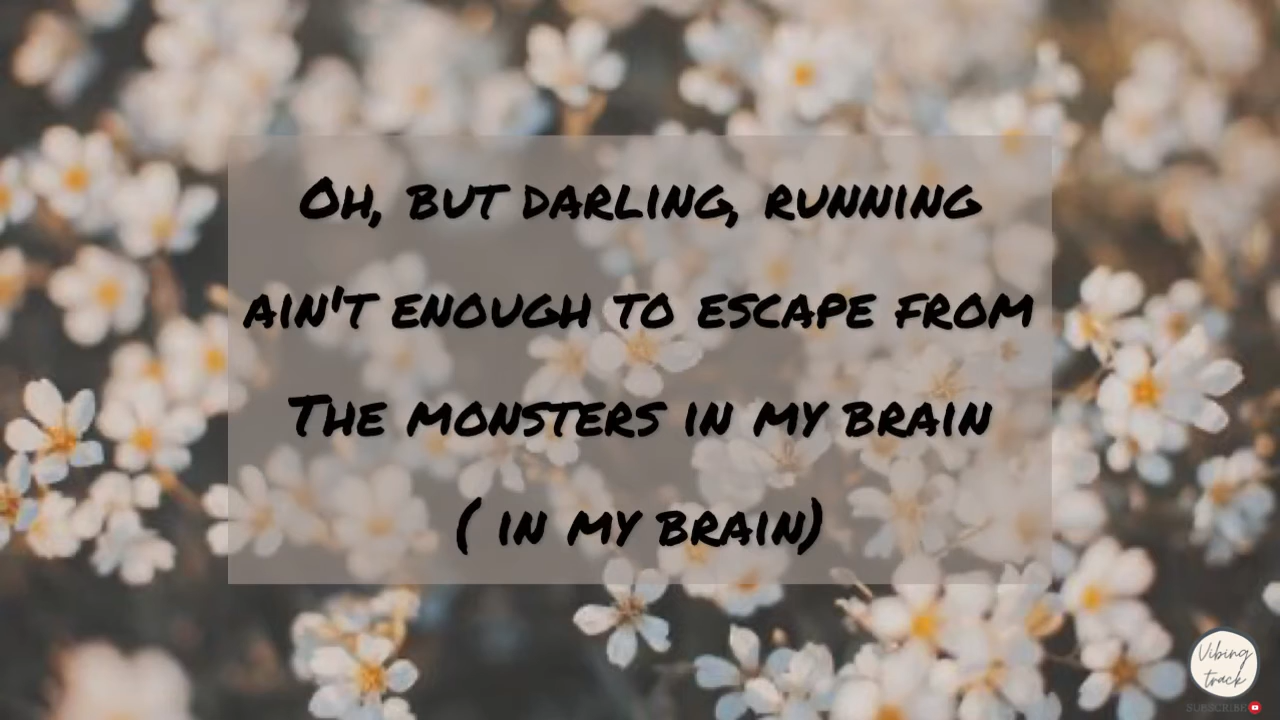 Oh, but darling, running
ain't enough to escape from
The monsters in my brain
( in my brain)
Vibing
track
SUBSCRIBE